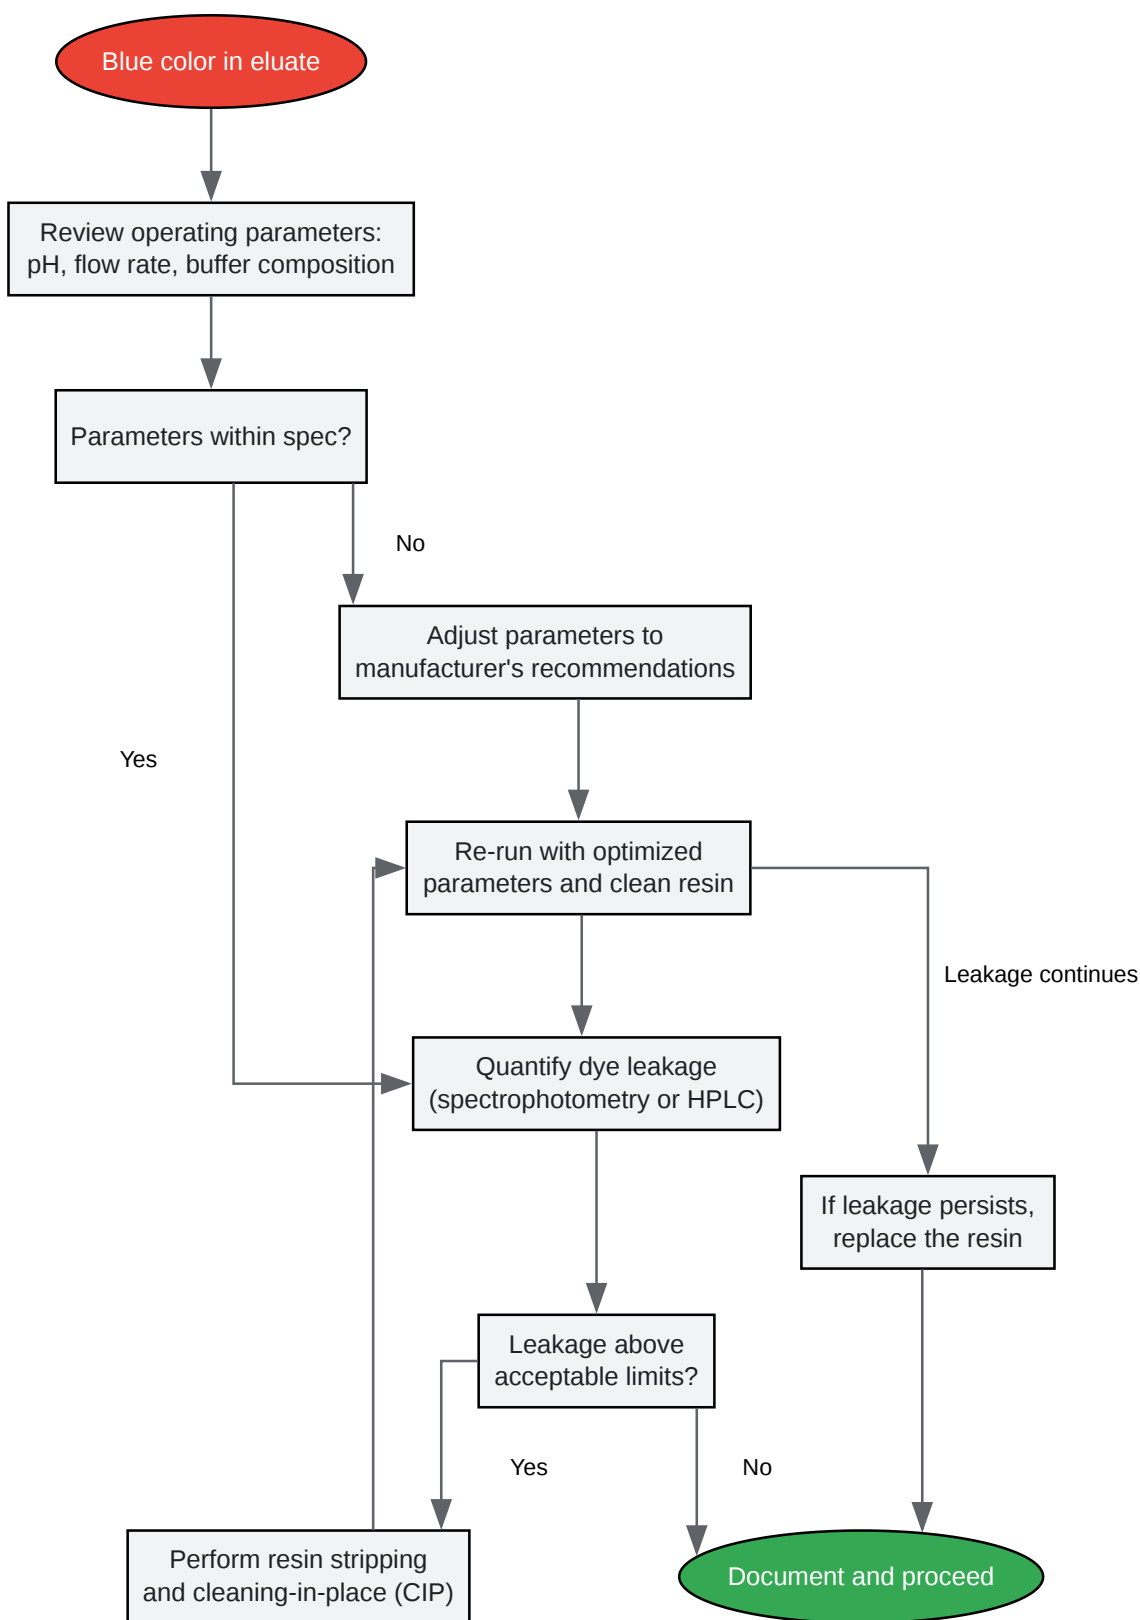 Blue color in eluate
Review operating parameters:
pH, flow rate, buffer composition
Parameters within spec?
No
Adjust parameters to
manufacturer's recommendations
Yes
Re-run with optimized
parameters and clean resin
Leakage continues
Quantify dye leakage
(spectrophotometry or HPLC)
If leakage persists,
replace the resin
Leakage above
acceptable limits?
Yes
No
Perform resin stripping
and cleaning-in-place (CIP)
Document and proceed